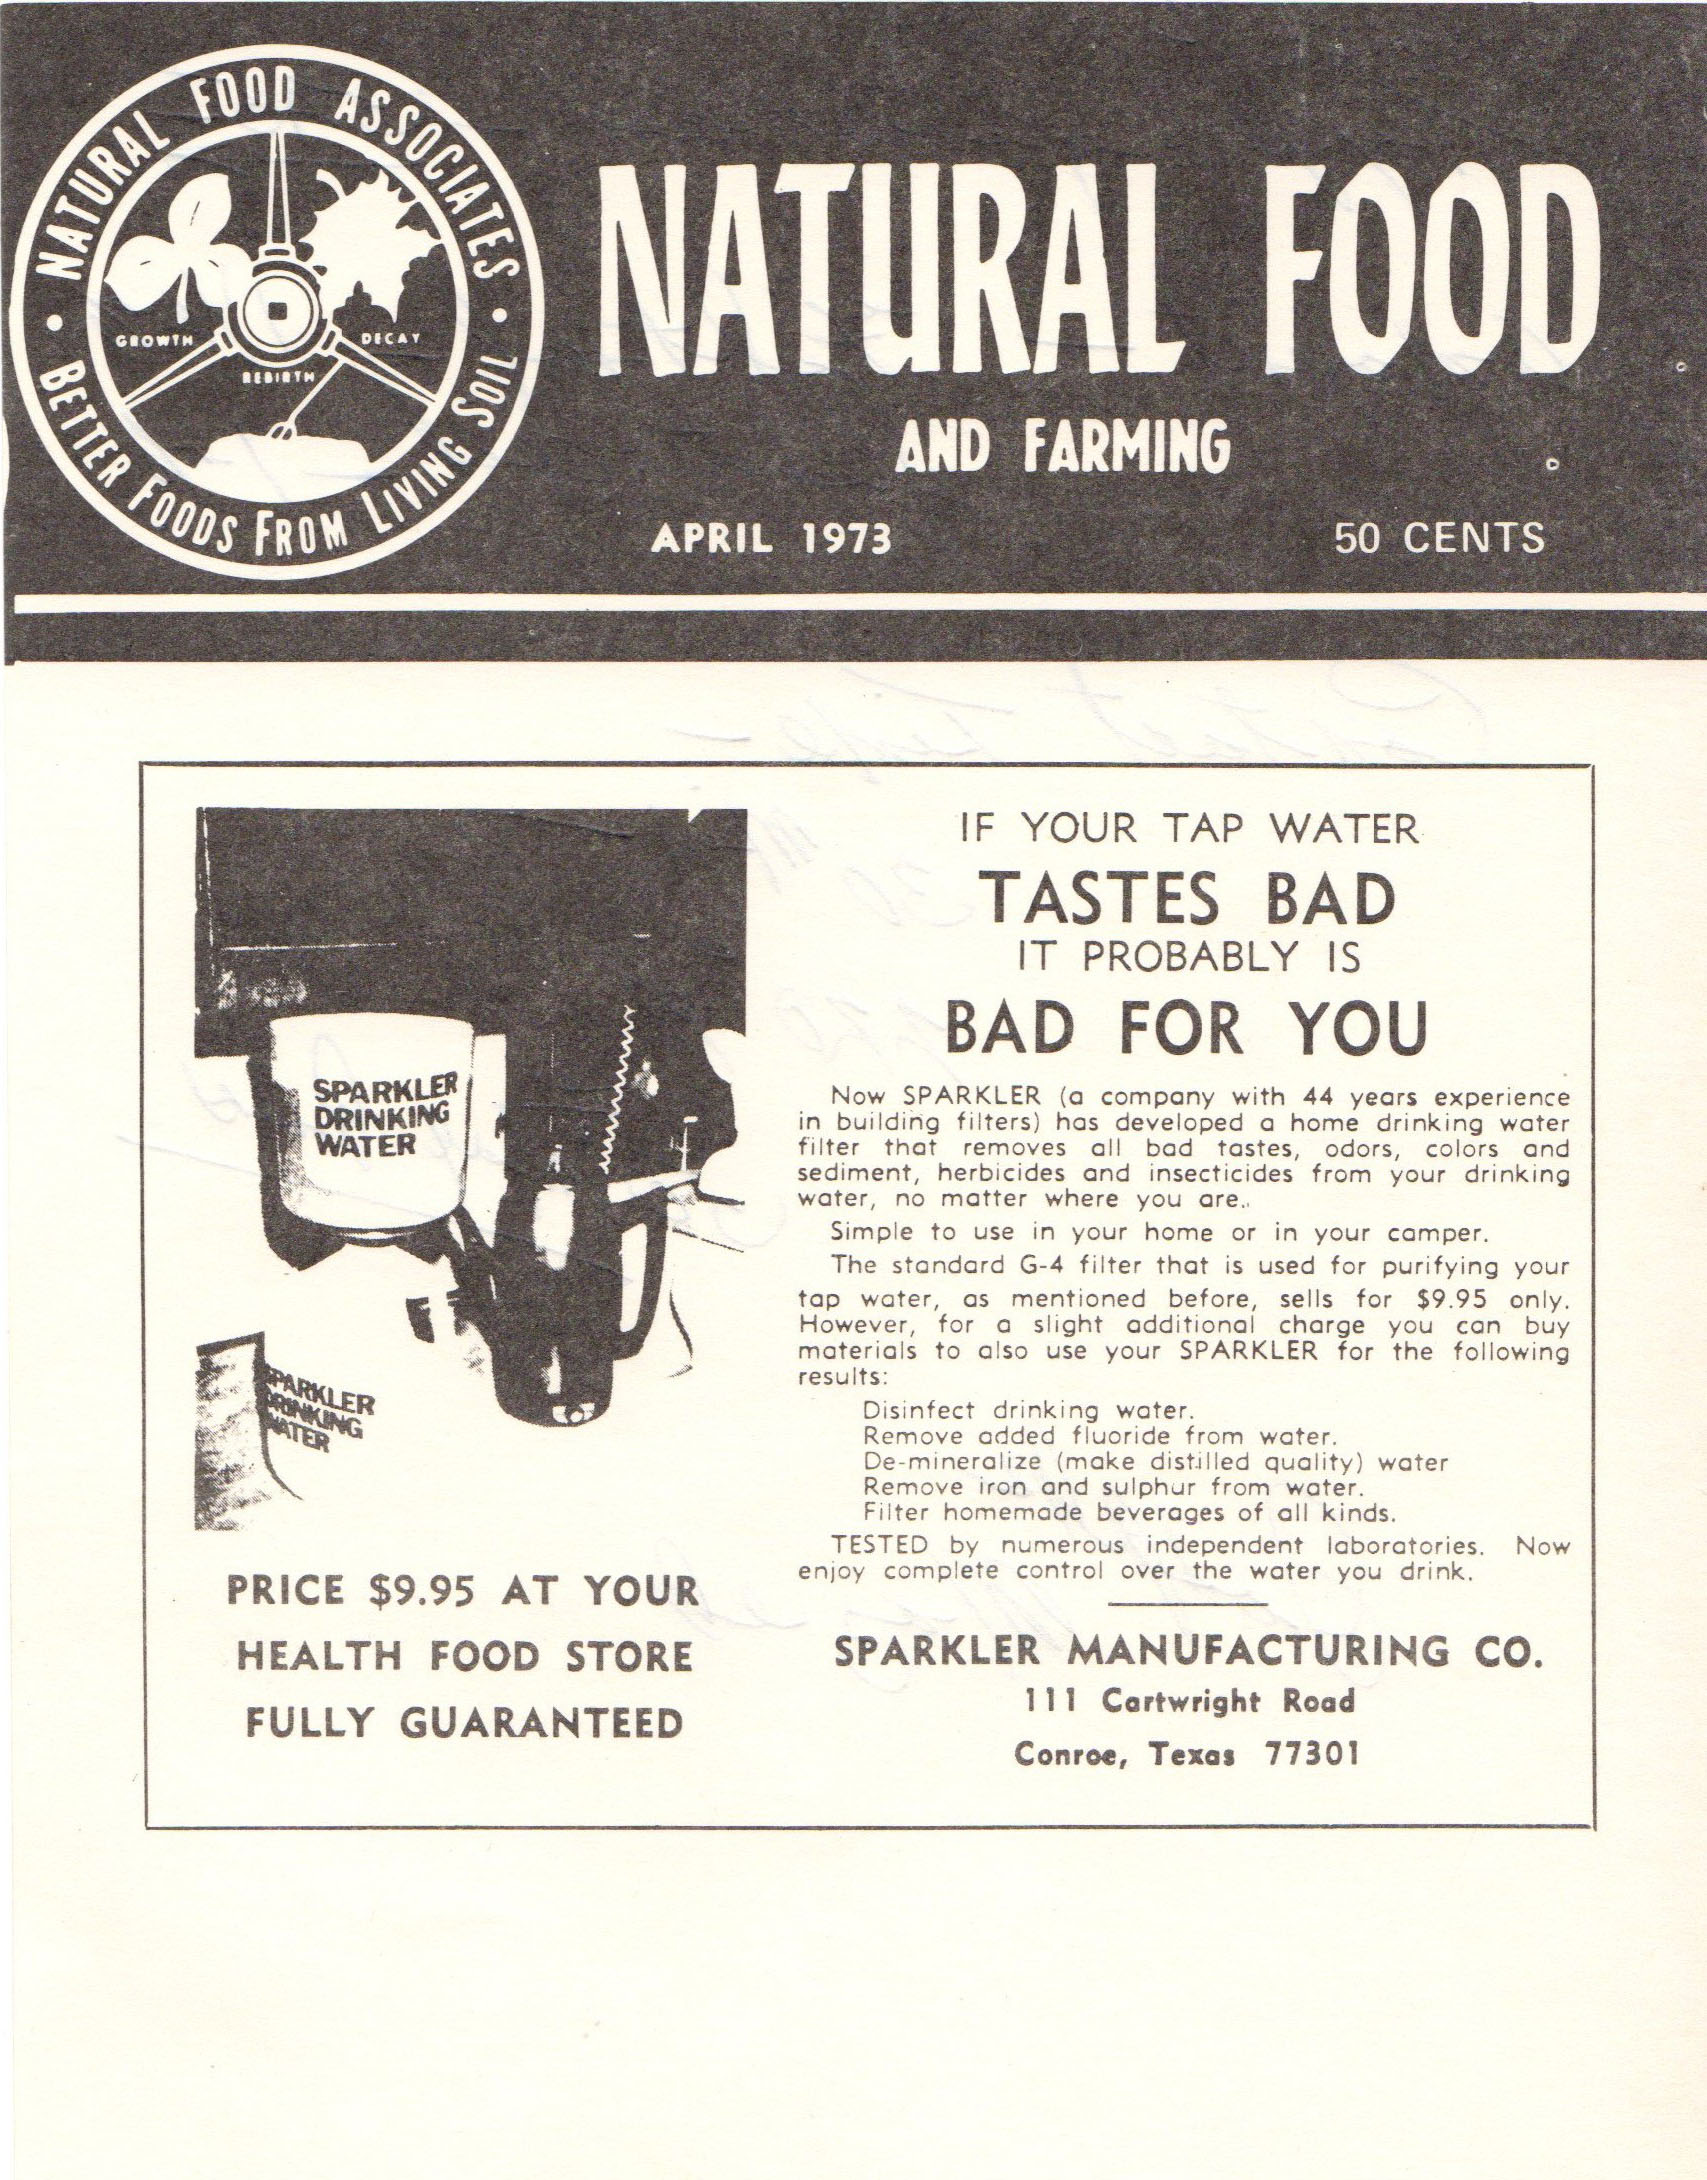 NATURAL FOOD ASSOCIATES
GROWTH
DECAY
REBIRTH
BETTER FOODS FROM LIVING SOIL
NATURAL FOOD
AND FARMING
APRIL 1973
50 CENTS
SPARKLER
DRINKING
WATER
SPARKLER
DRINKING
WATER
PRICE $9.95 AT YOUR
HEALTH FOOD STORE
FULLY GUARANTEED
IF YOUR TAP WATER
TASTES BAD
IT PROBABLY IS
BAD FOR YOU
Now SPARKLER (a company with 44 years experience
in building filters) has developed a home drinking water
filter that removes all bad tastes, odors, colors and
sediment, herbicides and insecticides from your drinking
water, no matter where you are..
Simple to use in your home or in your camper.
The standard G-4 filter that is used for purifying your
tap water, as mentioned before, sells for $9.95 only.
However, for a slight additional charge you can buy
materials to also use your SPARKLER for the following
results:
Disinfect drinking water.
Remove added fluoride from water.
De-mineralize (make distilled quality) water
Remove iron and sulphur from water.
Filter homemade beverages of all kinds.
TESTED by numerous independent laboratories. Now
enjoy complete control over the water you drink.
SPARKLER MANUFACTURING CO.
111 Cartwright Road
Conroe, Texas 77301